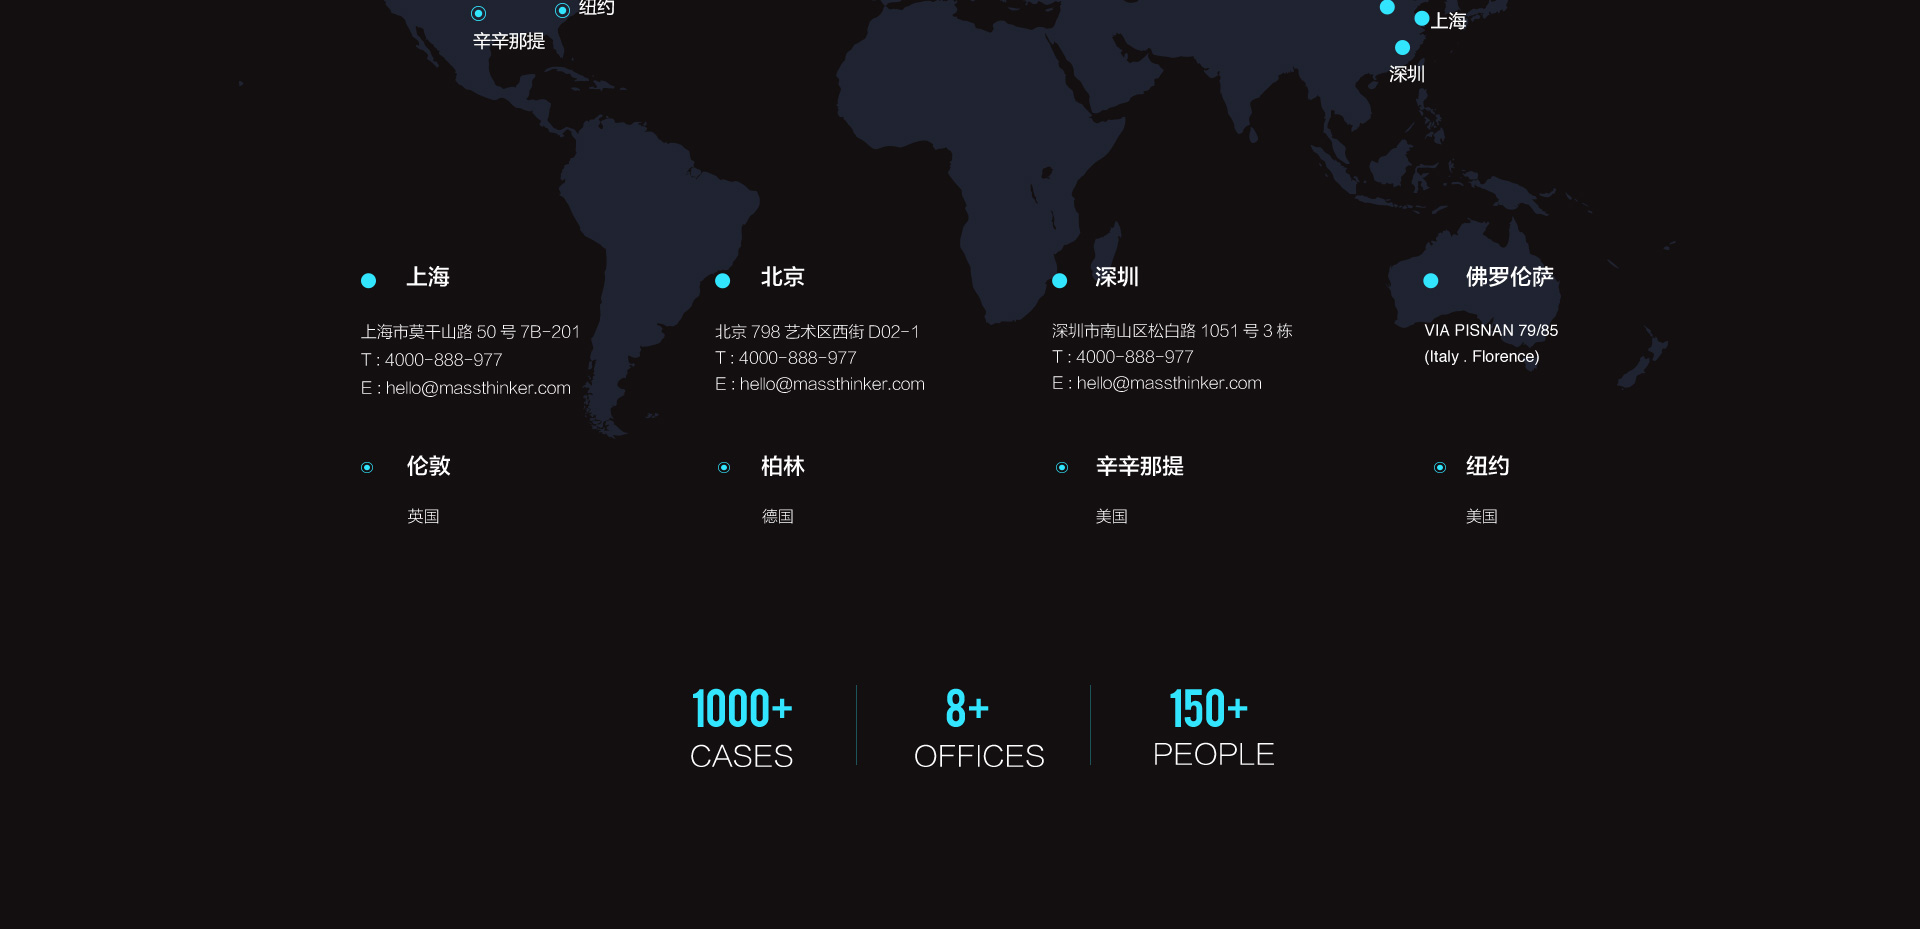 纽约
上海
辛辛那提
深圳
上海
北京
深圳
佛罗伦萨
上海市莫干山路 50 号 7B-201
T : 4000-888-977
E : hello@massthinker.com
北京 798 艺术区西街 D02-1
T : 4000-888-977
E : hello@massthinker.com
深圳市南山区松白路 1051 号 3 栋
T : 4000-888-977
E : hello@massthinker.com
VIA PISNAN 79/85
(Italy . Florence)
伦敦
柏林
辛辛那提
纽约
英国
德国
美国
美国
1000+
CASES
8+
OFFICES
150+
PEOPLE